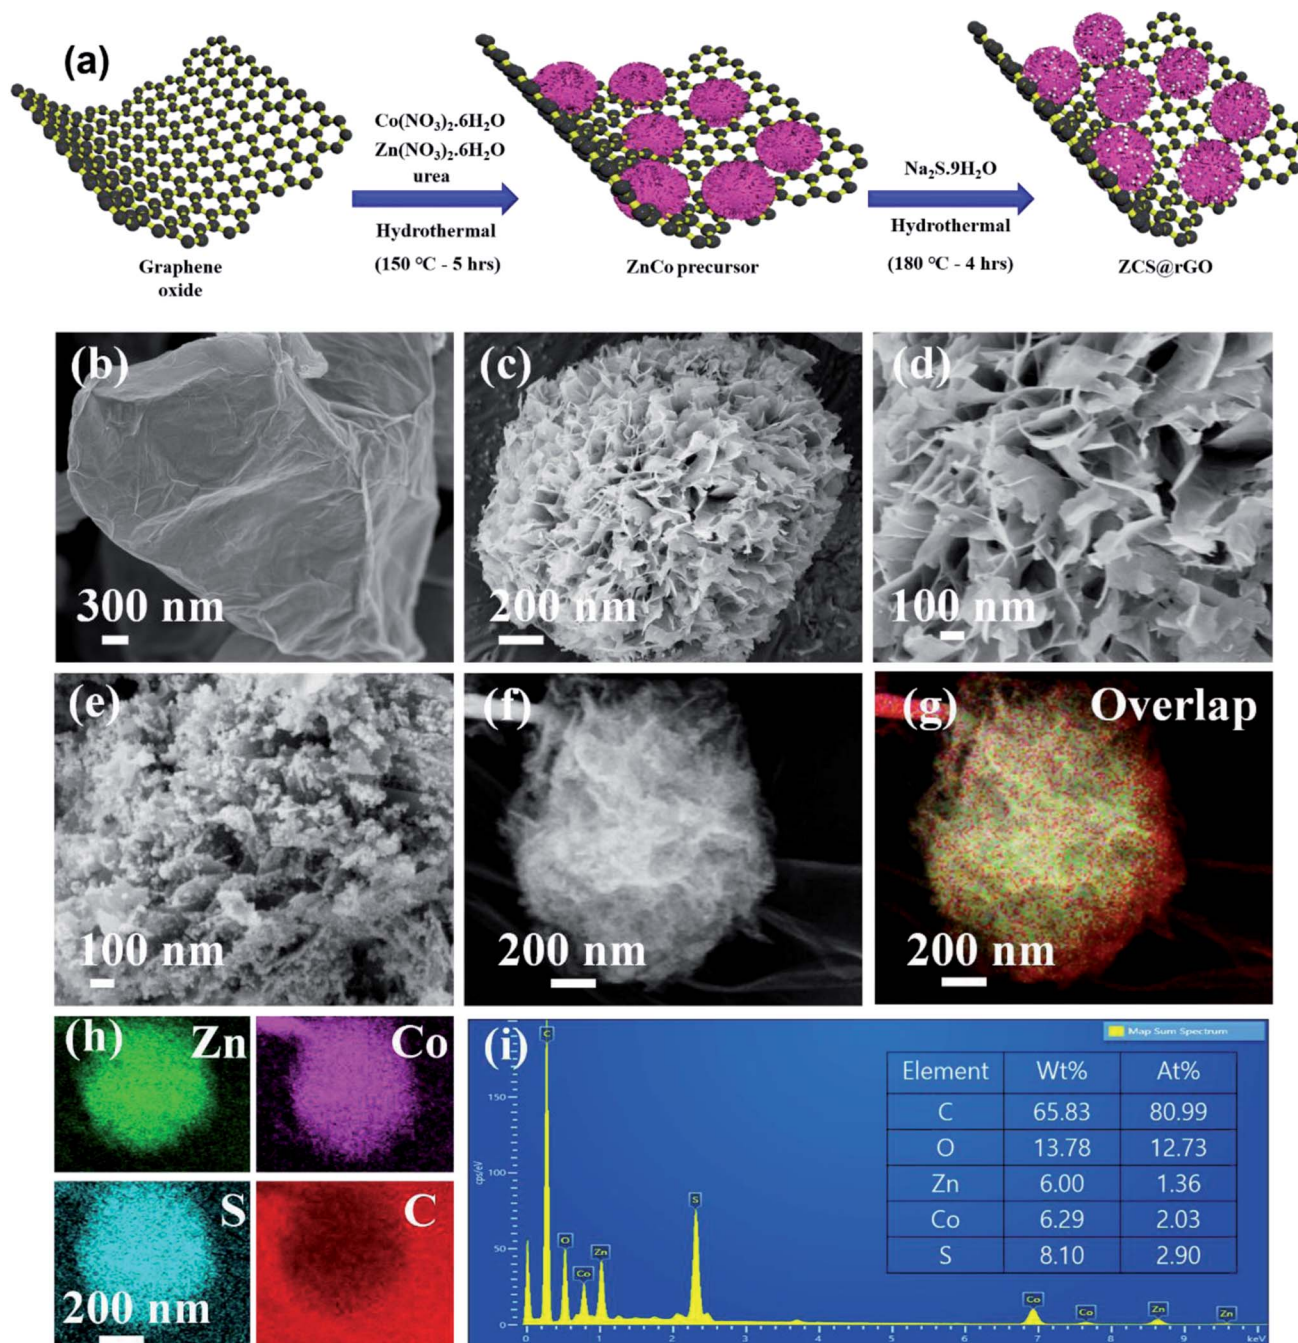 (a)
Co(NO₃)₂.6H₂O
Zn(NO₃)₂.6H₂O
urea
Hydrothermal
(150 °C - 5 hrs)
Na₂S.9H₂O
Hydrothermal
(180 °C - 4 hrs)
Graphene
oxide
ZnCo precursor
ZCS@rGO
(b)
300 nm
(c)
200 nm
(d)
100 nm
(e)
100 nm
(f)
200 nm
(g) Overlap
200 nm
(h) Zn
Co
S
200 nm
C
(i)
Map Sum Spectrum
Element Wt% At%
C 65.83 80.99
O 13.78 12.73
Zn 6.00 1.36
Co 6.29 2.03
S 8.10 2.90
cps/eV
150
100
50
0
C
O
Co
Zn
S
Co
Co
Zn
Zn
0 1 2 3 4 5 6 7 8 9 keV